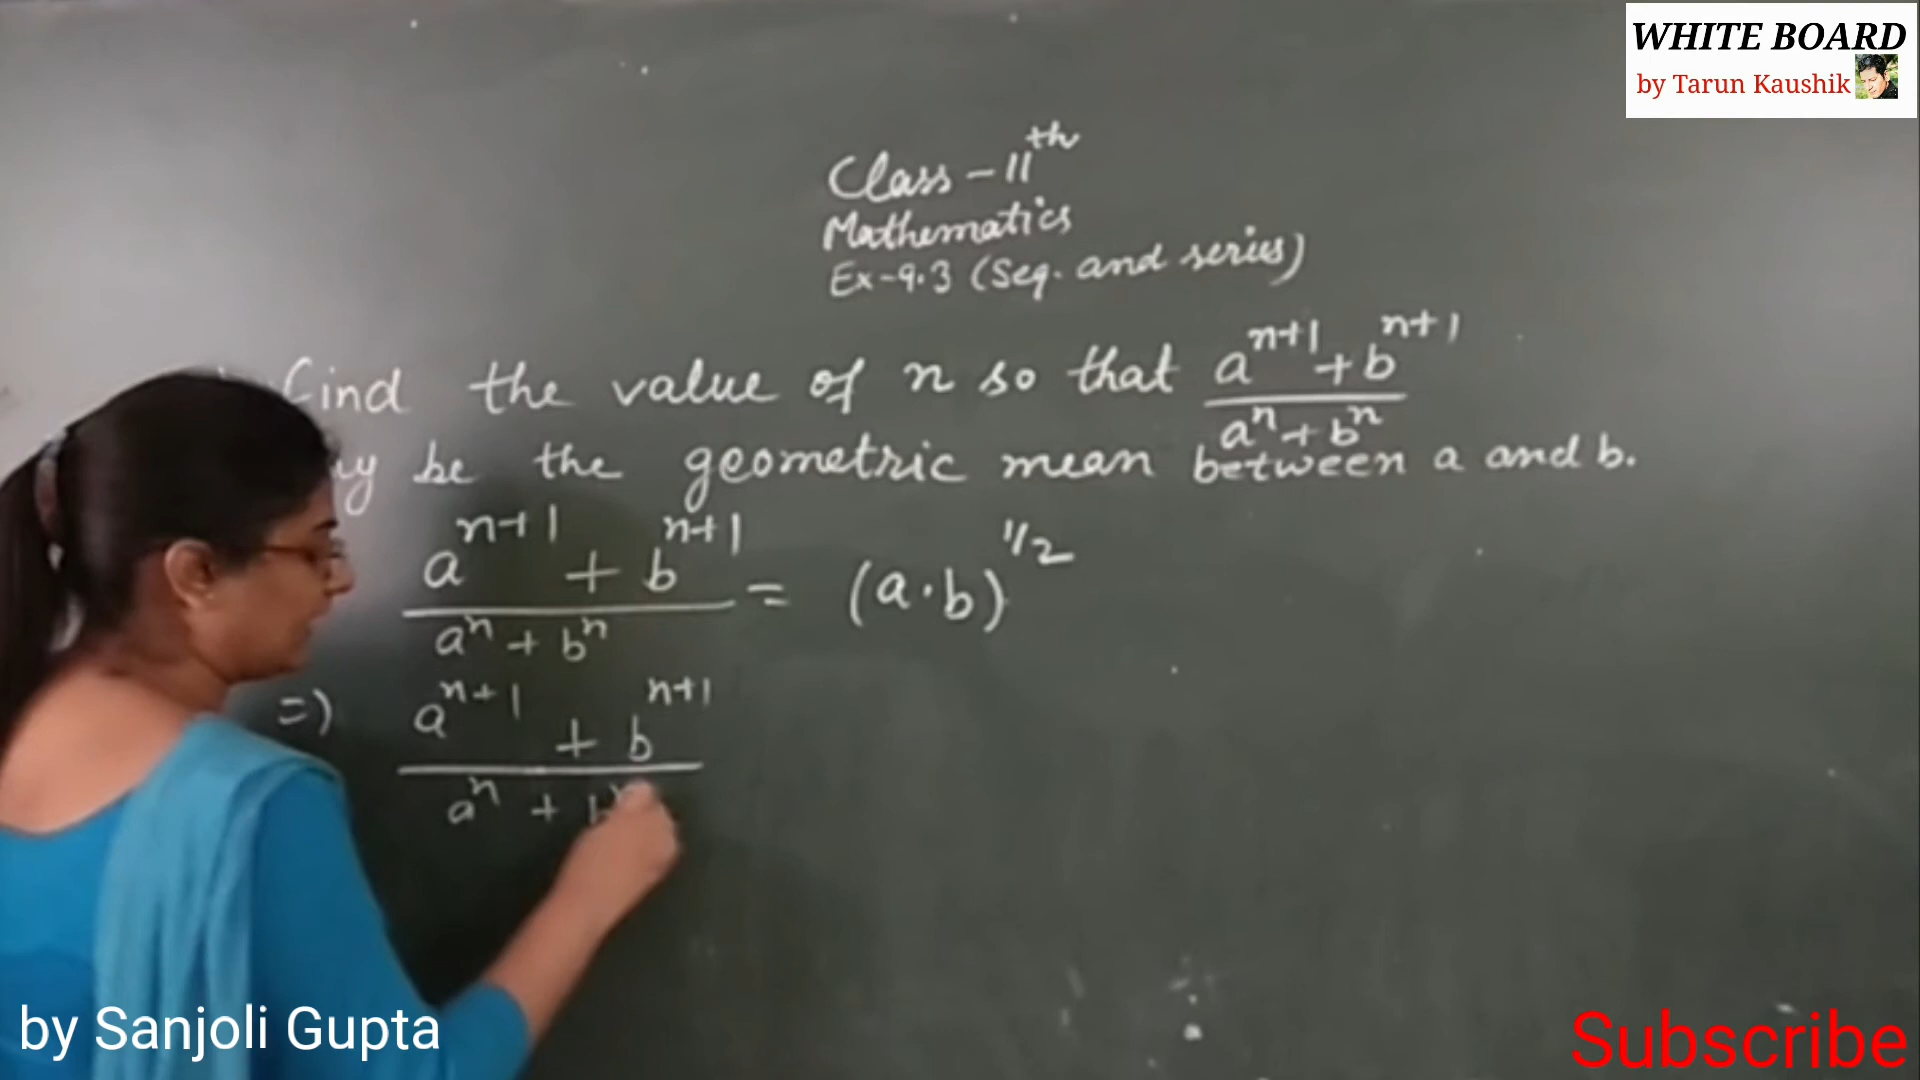 WHITE BOARD
by Tarun Kaushik
Class - 11th
Mathematics
Ex-9.3 (Seq. and series)
find the value of n so that a^{n+1} + b^{n+1} / a^n + b^n
be the geometric mean between a and b.
a^{n+1} + b^{n+1} / a^n + b^n = (a·b)^{1/2}
=) a^{n+1} + b^{n+1} / a^n +
by Sanjoli Gupta
Subscribe